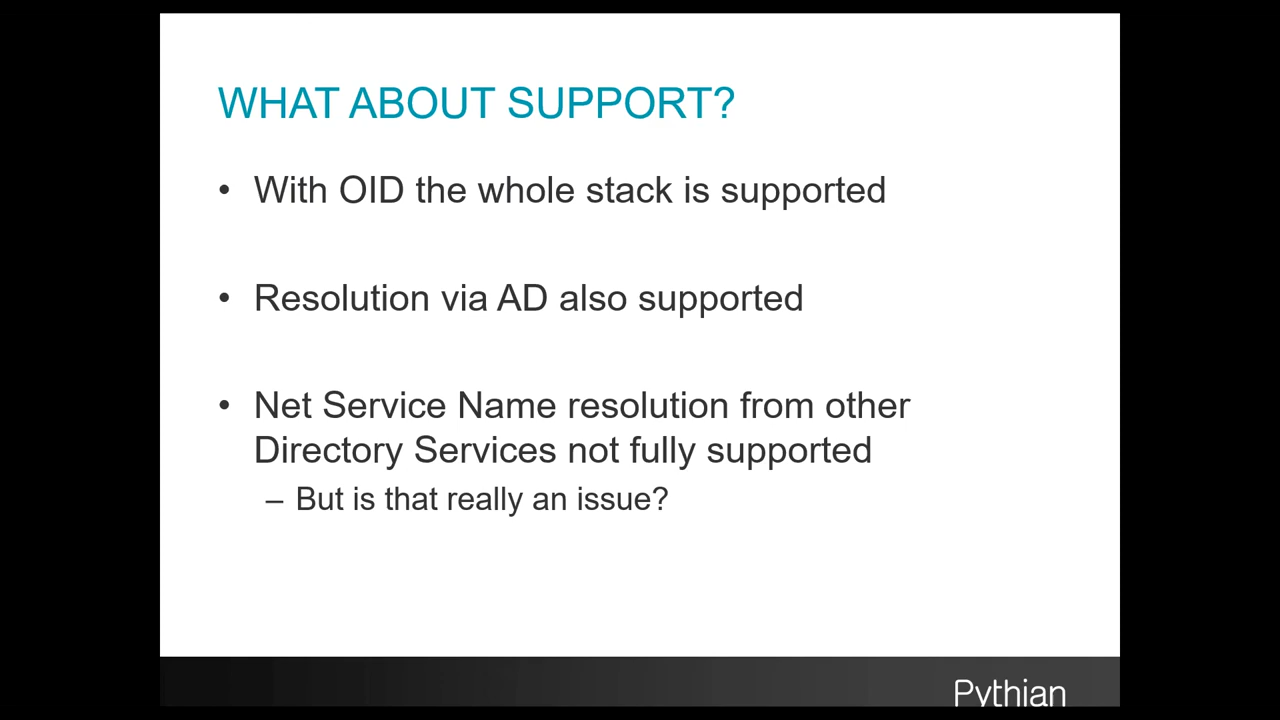 WHAT ABOUT SUPPORT?
• With OID the whole stack is supported
• Resolution via AD also supported
• Net Service Name resolution from other
Directory Services not fully supported
– But is that really an issue?
Pythian